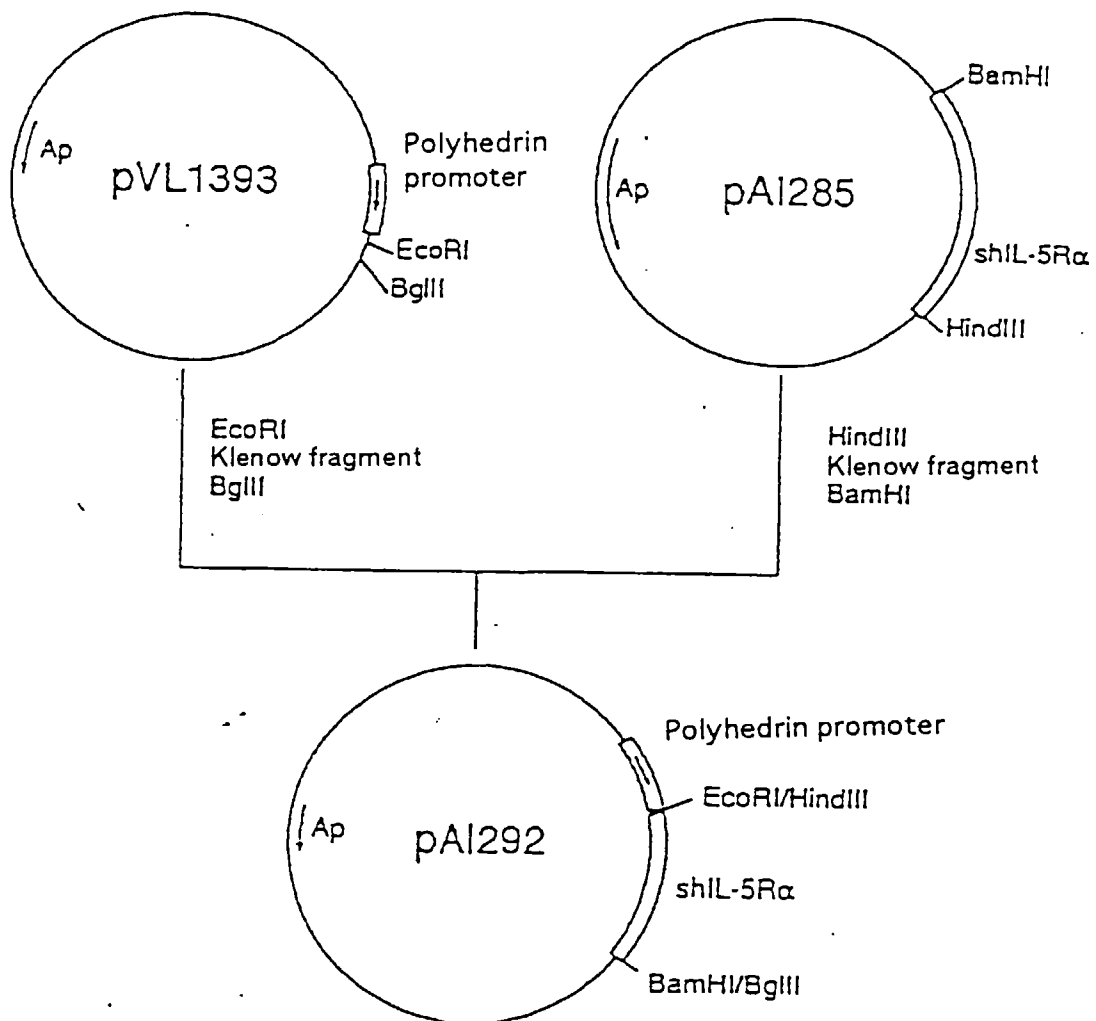 Ap
pVL1393
Polyhedrin
promoter
EcoRI
BglII
BamHI
Ap
pAI285
shIL-5Rα
HindIII
EcoRI
Klenow fragment
BglII
HindIII
Klenow fragment
BamHI
Polyhedrin promoter
EcoRI/HindIII
Ap
pAI292
shIL-5Rα
BamHI/BglII